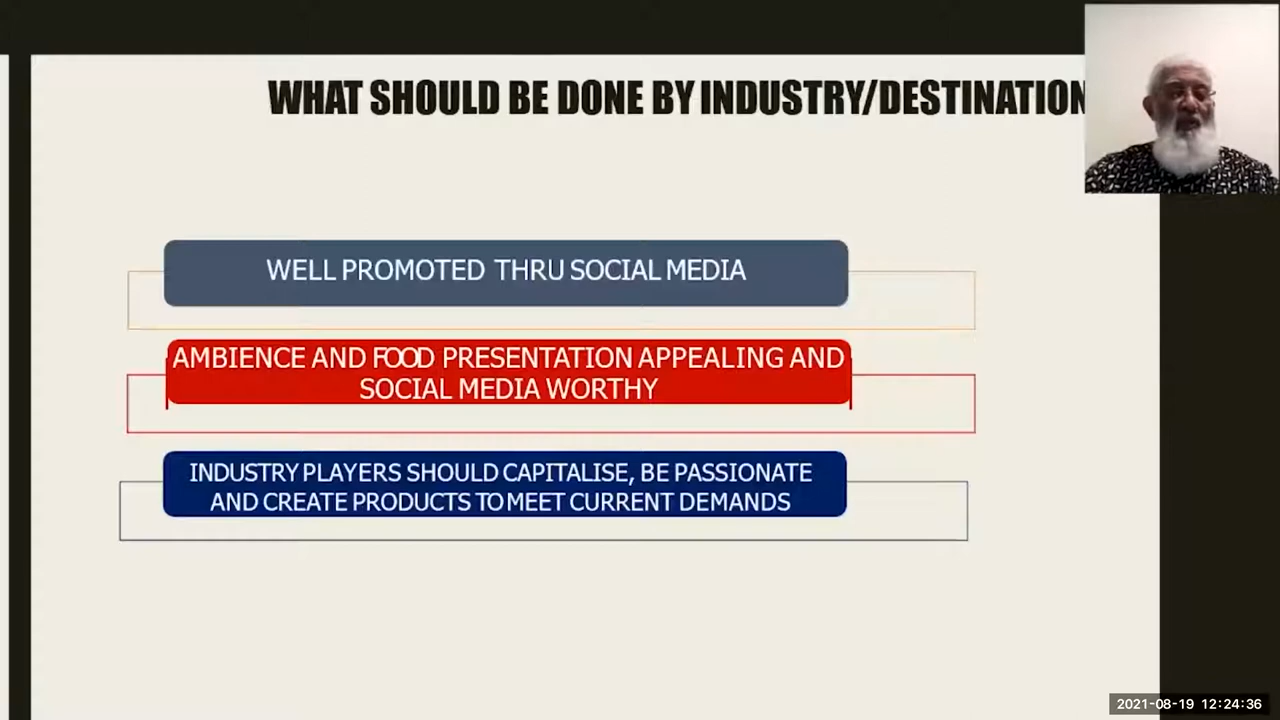 WHAT SHOULD BE DONE BY INDUSTRY/DESTINATION
WELL PROMOTED THRU SOCIAL MEDIA
AMBIENCE AND FOOD PRESENTATION APPEALING AND
SOCIAL MEDIA WORTHY
INDUSTRY PLAYERS SHOULD CAPITALISE, BE PASSIONATE
AND CREATE PRODUCTS TO MEET CURRENT DEMANDS
2021-08-19 12:24:36